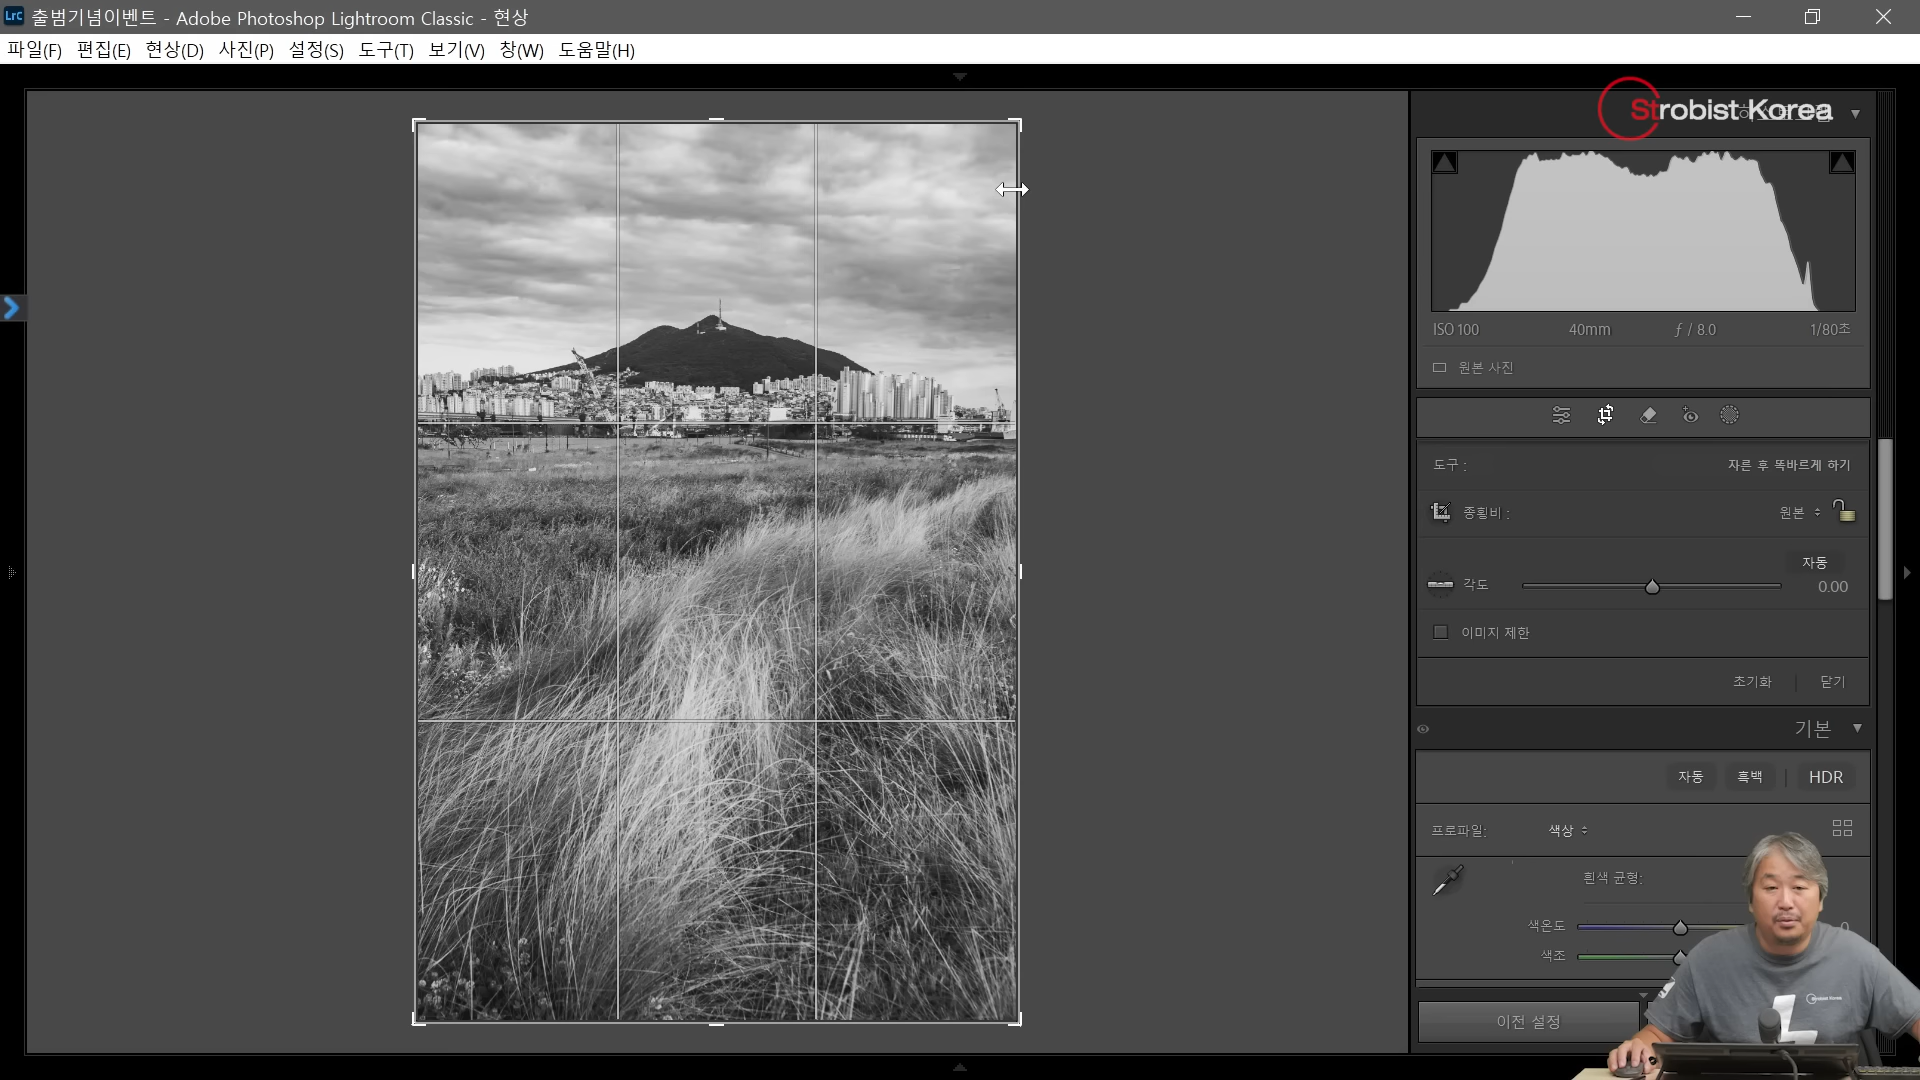 LrC 출범기념이벤트 - Adobe Photoshop Lightroom Classic - 현상
파일(F) 편집(E) 현상(D) 사진(P) 설정(S) 도구(T) 보기(V) 창(W) 도움말(H)
Strobist Korea
ISO 100 40mm ƒ / 8.0 1/80초
원본 사진
도구 : 자른 후 똑바르게 하기
종횡비 : 원본
자동
각도 0.00
이미지 제한
초기화 닫기
기본
자동 흑백 HDR
프로파일: 색상
흰색 균형:
색온도 0
색조
이전 설정